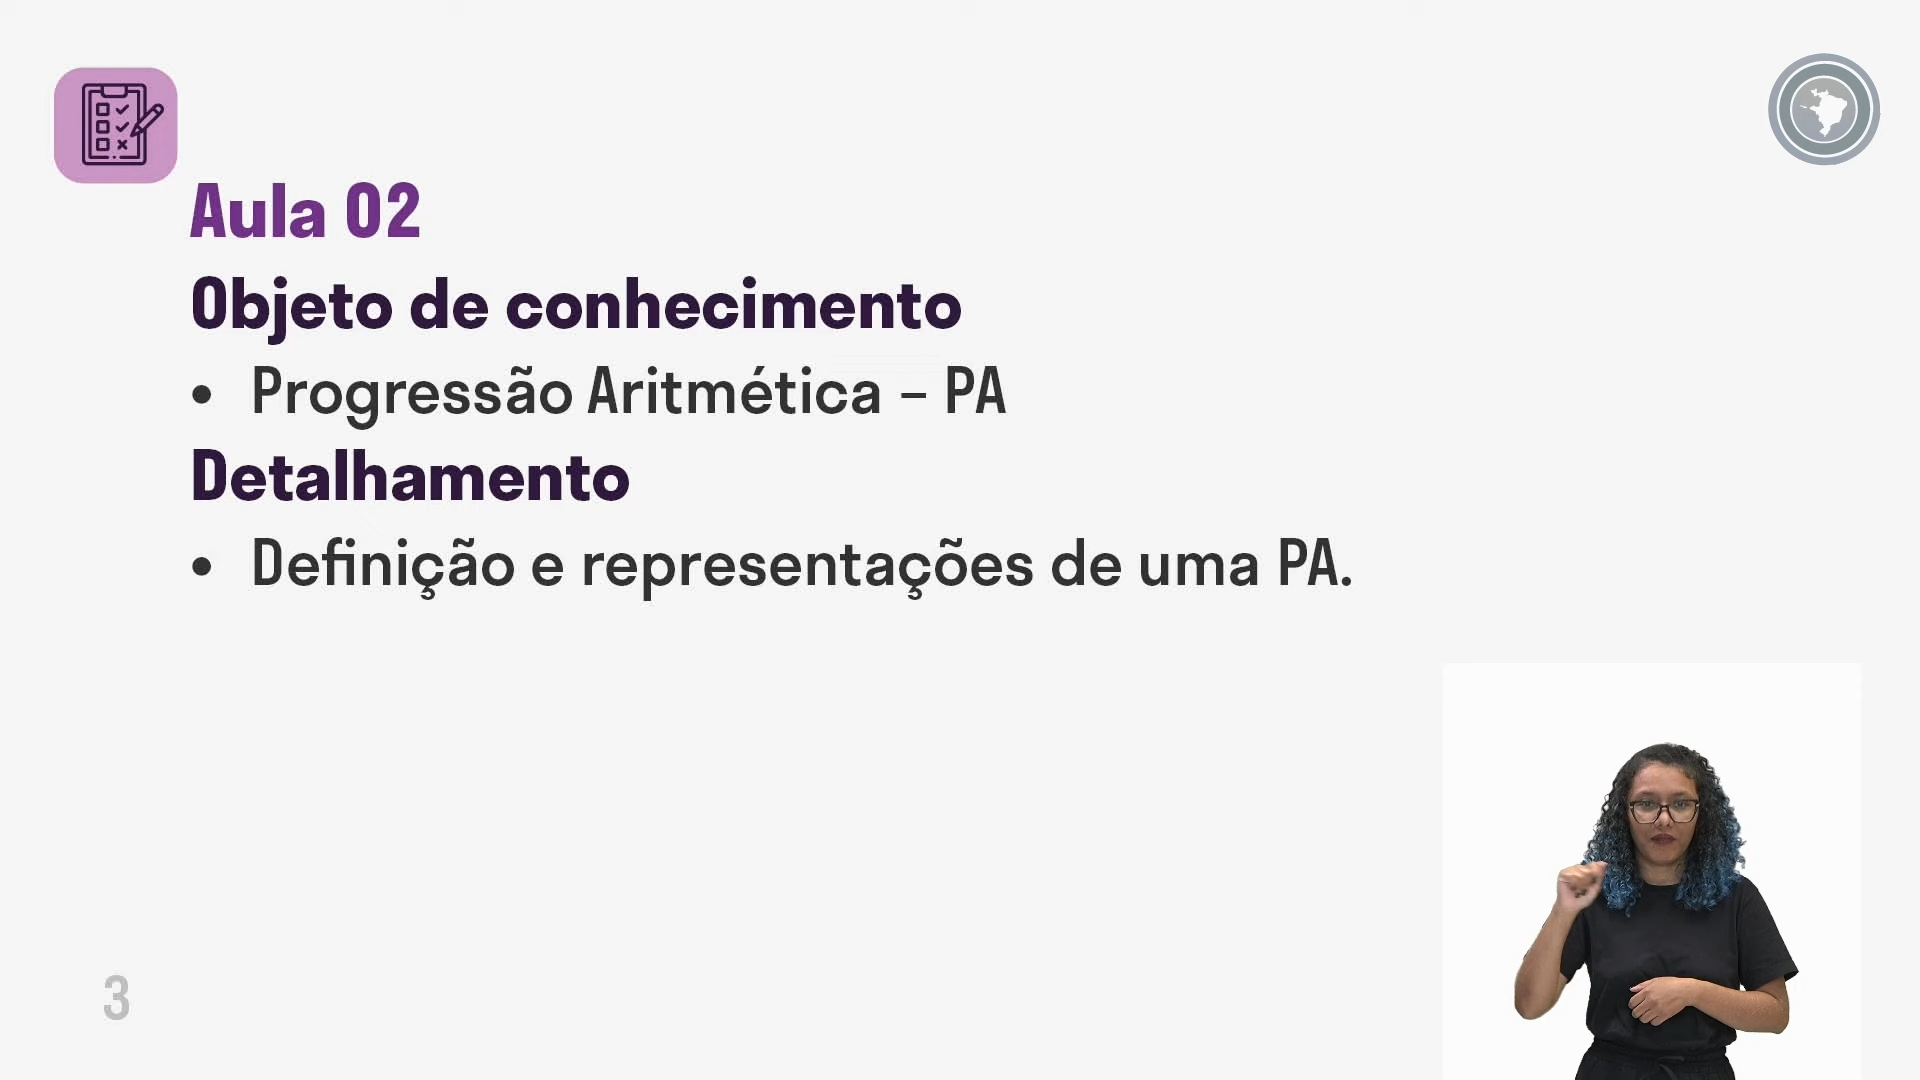 Aula 02
Objeto de conhecimento
• Progressão Aritmética – PA
Detalhamento
• Definição e representações de uma PA.
3